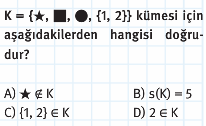 K = {★, ■, ●, {1, 2}} kümesi için
aşağıdakilerden hangisi doğru-
dur?
A) ★ ∉ K B) s(K) = 5
C) {1, 2} ∈ K D) 2 ∈ K